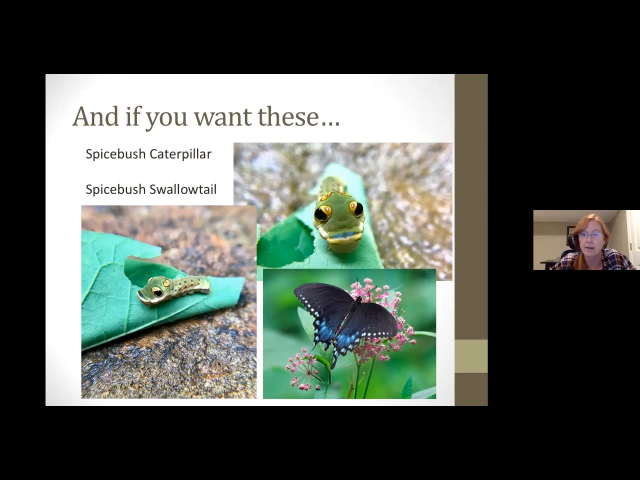 And if you want these…
Spicebush Caterpillar
Spicebush Swallowtail